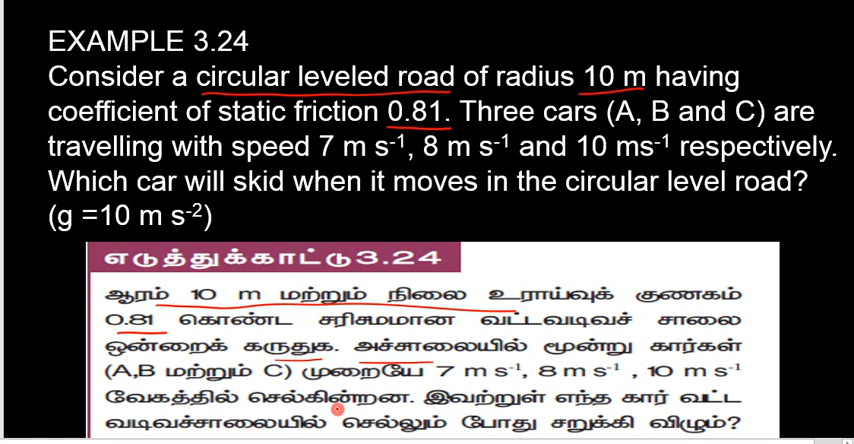 EXAMPLE 3.24
Consider a circular leveled road of radius 10 m having
coefficient of static friction 0.81. Three cars (A, B and C) are
travelling with speed 7 m s⁻¹, 8 m s⁻¹ and 10 ms⁻¹ respectively.
Which car will skid when it moves in the circular level road?
(g =10 m s⁻²)
எடுத்துக்காட்டு 3.24
ஆரம் 10 m மற்றும் நிலை உராய்வுக் குணகம்
0.81 கொண்ட சரிசமமான வட்டவடிவச் சாலை
ஒன்றைக் கருதுக. அச்சாலையில் மூன்று கார்கள்
(A,B மற்றும் C) முறையே 7 m s⁻¹, 8 m s⁻¹ , 10 m s⁻¹
வேகத்தில் செல்கின்றன. இவற்றுள் எந்த கார் வட்ட
வடிவச்சாலையில் செல்லும் போது சறுக்கி விழும்?